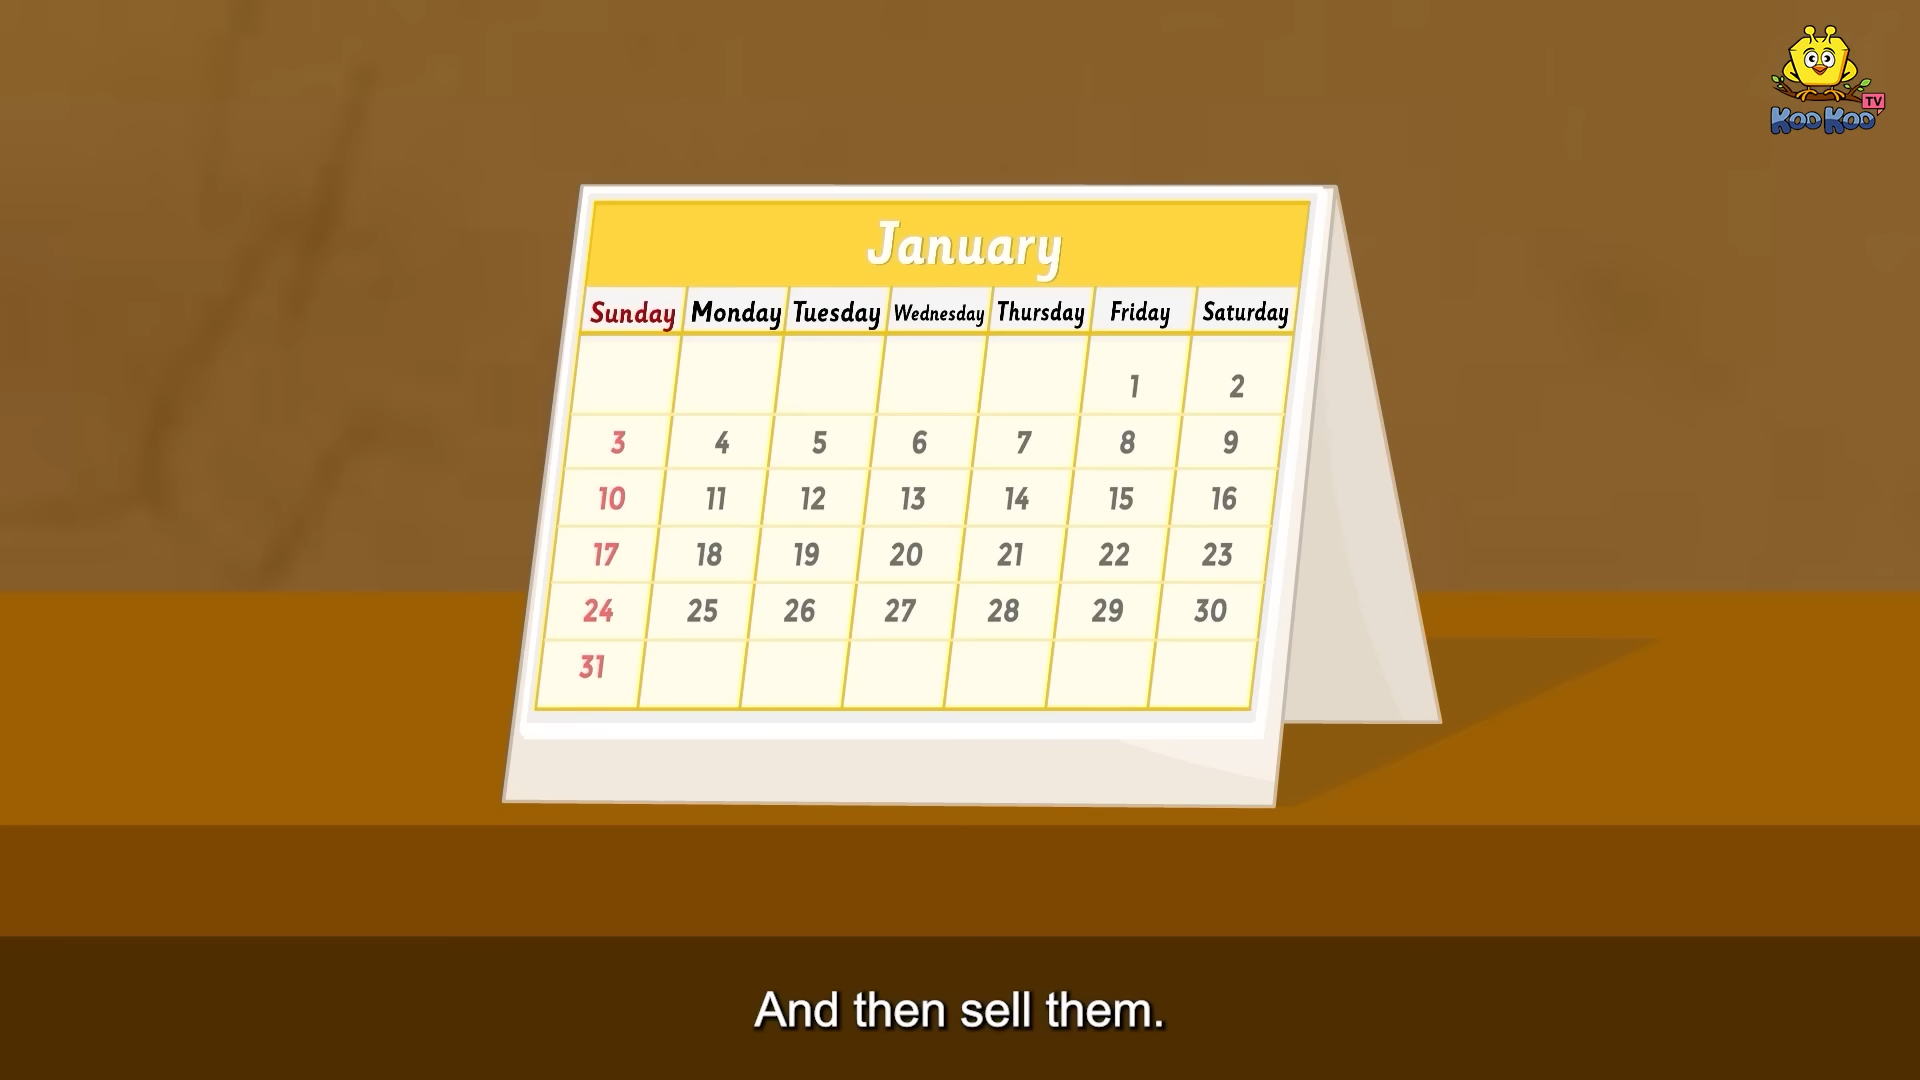 TV
Koo Koo
January
Sunday Monday Tuesday Wednesday Thursday Friday Saturday
1 2
3 4 5 6 7 8 9
10 11 12 13 14 15 16
17 18 19 20 21 22 23
24 25 26 27 28 29 30
31
And then sell them.